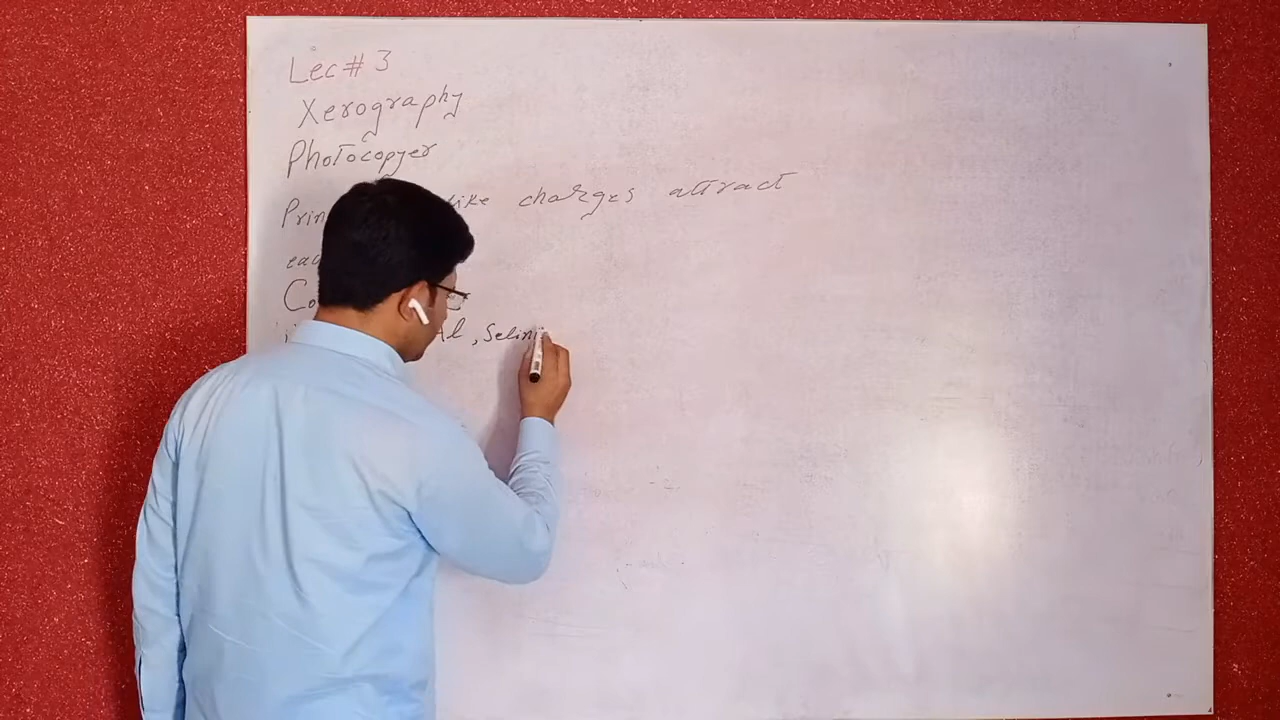 Lec # 3
Xerography
Photocopyer
Prin like charges attract
eac
Co
Al , Selini